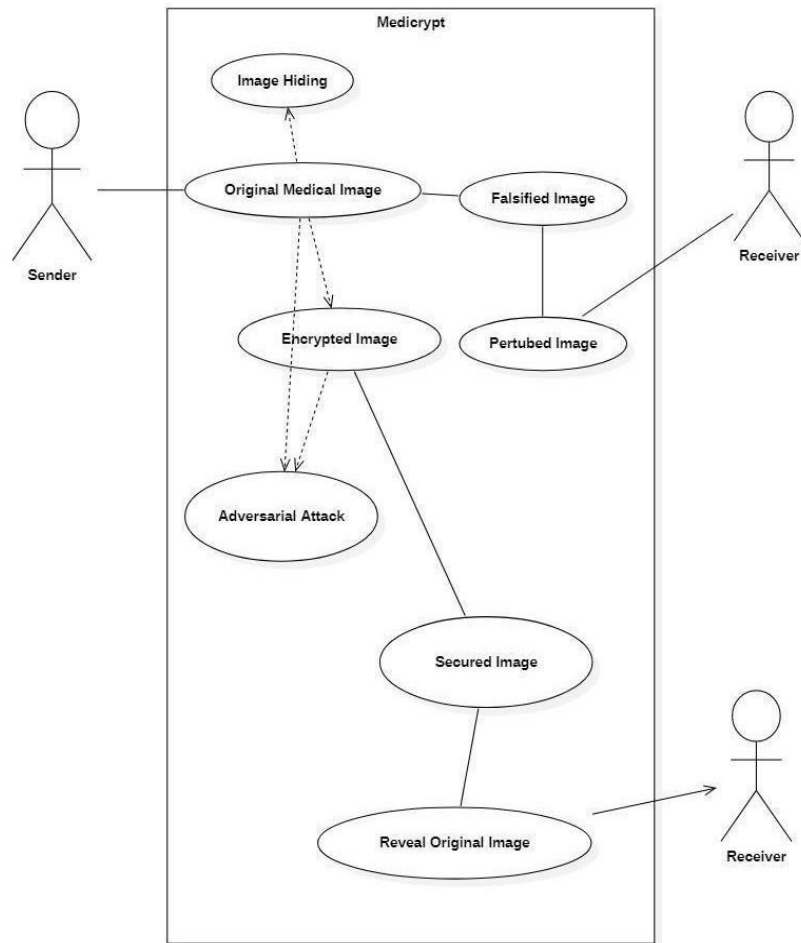 Medicrypt
Image Hiding
Original Medical Image
Falsified Image
Sender
Receiver
Encrypted Image
Pertubed Image
Adversarial Attack
Secured Image
Reveal Original Image
Receiver